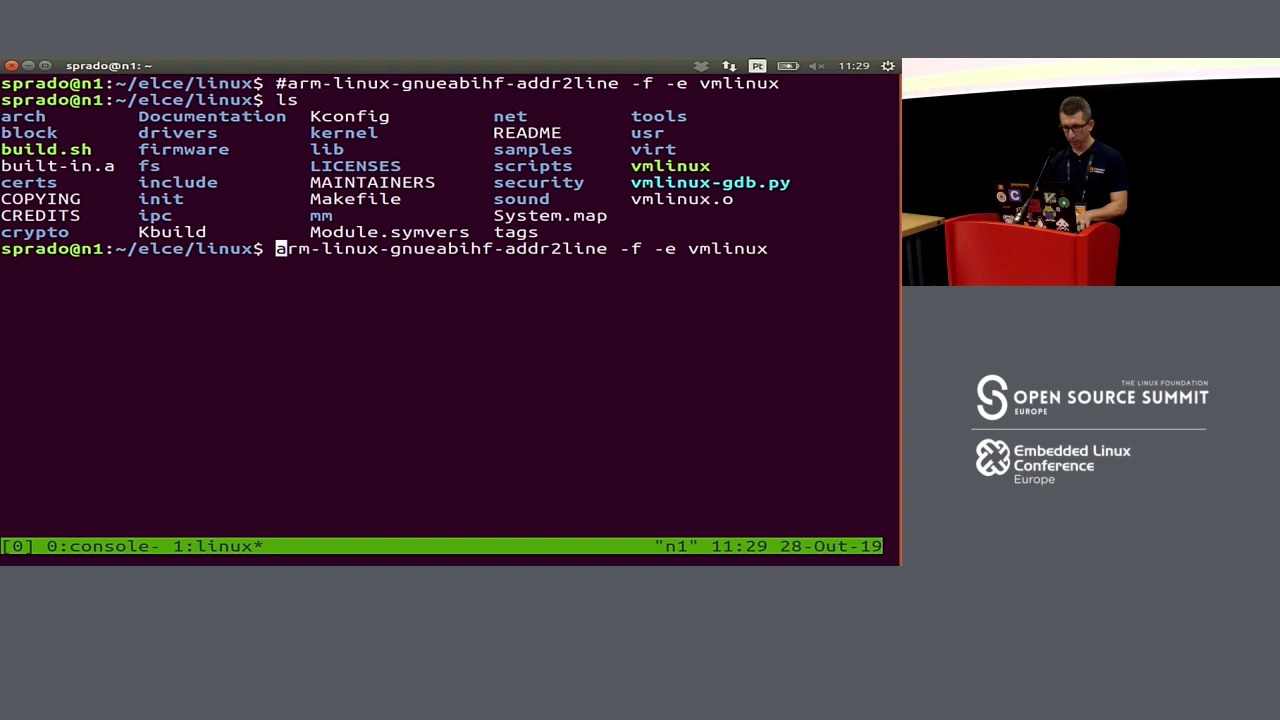 sprado@n1: ~
Pt
11:29
sprado@n1:~/elce/linux$ #arm-linux-gnueabihf-addr2line -f -e vmlinux
sprado@n1:~/elce/linux$ ls
arch Documentation Kconfig net tools
block drivers kernel README usr
build.sh firmware lib samples virt
built-in.a fs LICENSES scripts vmlinux
certs include MAINTAINERS security vmlinux-gdb.py
COPYING init Makefile sound vmlinux.o
CREDITS ipc mm System.map
crypto Kbuild Module.symvers tags
sprado@n1:~/elce/linux$ arm-linux-gnueabihf-addr2line -f -e vmlinux
[0] 0:console- 1:linux* "n1" 11:29 28-Out-19
THE LINUX FOUNDATION
OPEN SOURCE SUMMIT
EUROPE
Embedded Linux
Conference
Europe